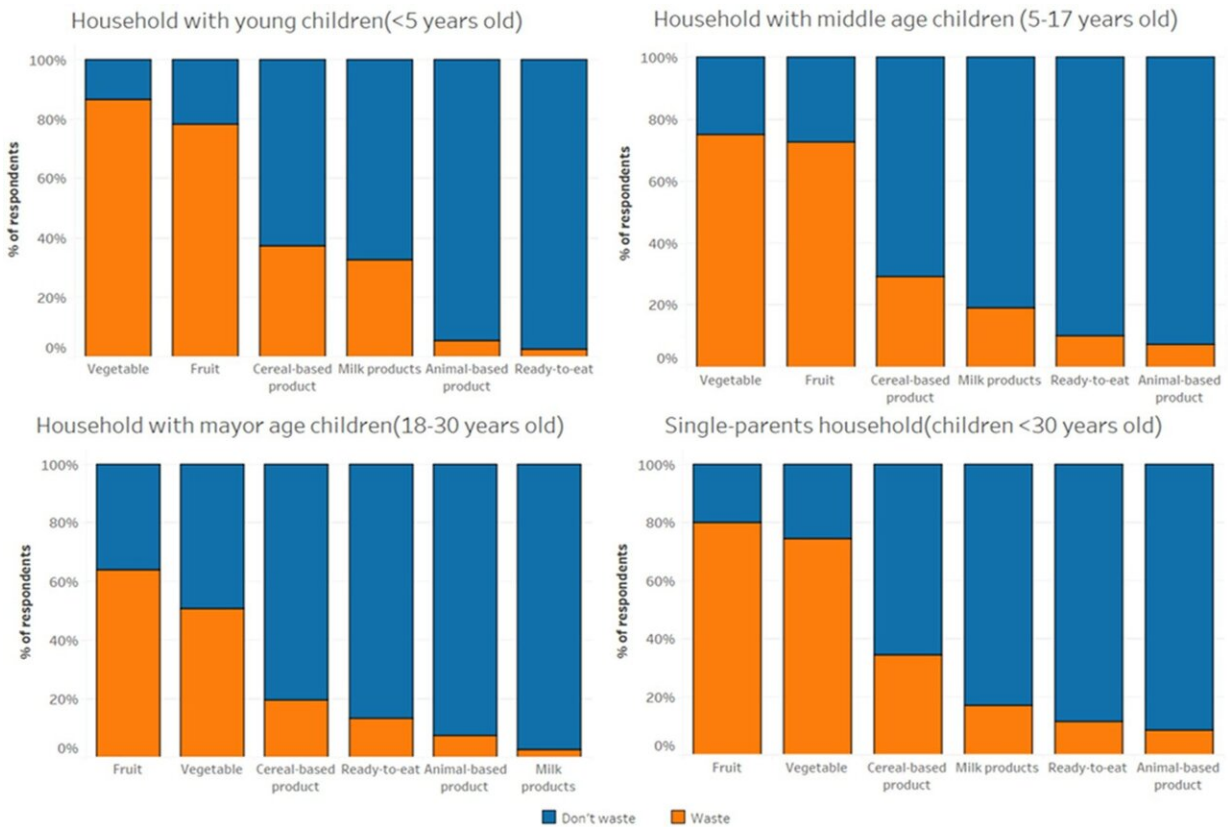 Household with young children(<5 years old)
% of respondents
100%
80%
60%
40%
20%
0%
Vegetable Fruit Cereal-based product Milk products Animal-based product Ready-to-eat
Household with middle age children (5-17 years old)
% of respondents
100%
80%
60%
40%
20%
0%
Vegetable Fruit Cereal-based product Milk products Ready-to-eat Animal-based product
Household with mayor age children(18-30 years old)
% of respondents
100%
80%
60%
40%
20%
0%
Fruit Vegetable Cereal-based product Ready-to-eat Animal-based product Milk products
Single-parents household(children <30 years old)
% of respondents
100%
80%
60%
40%
20%
0%
Fruit Vegetable Cereal-based product Milk products Ready-to-eat Animal-based product
Don't waste Waste